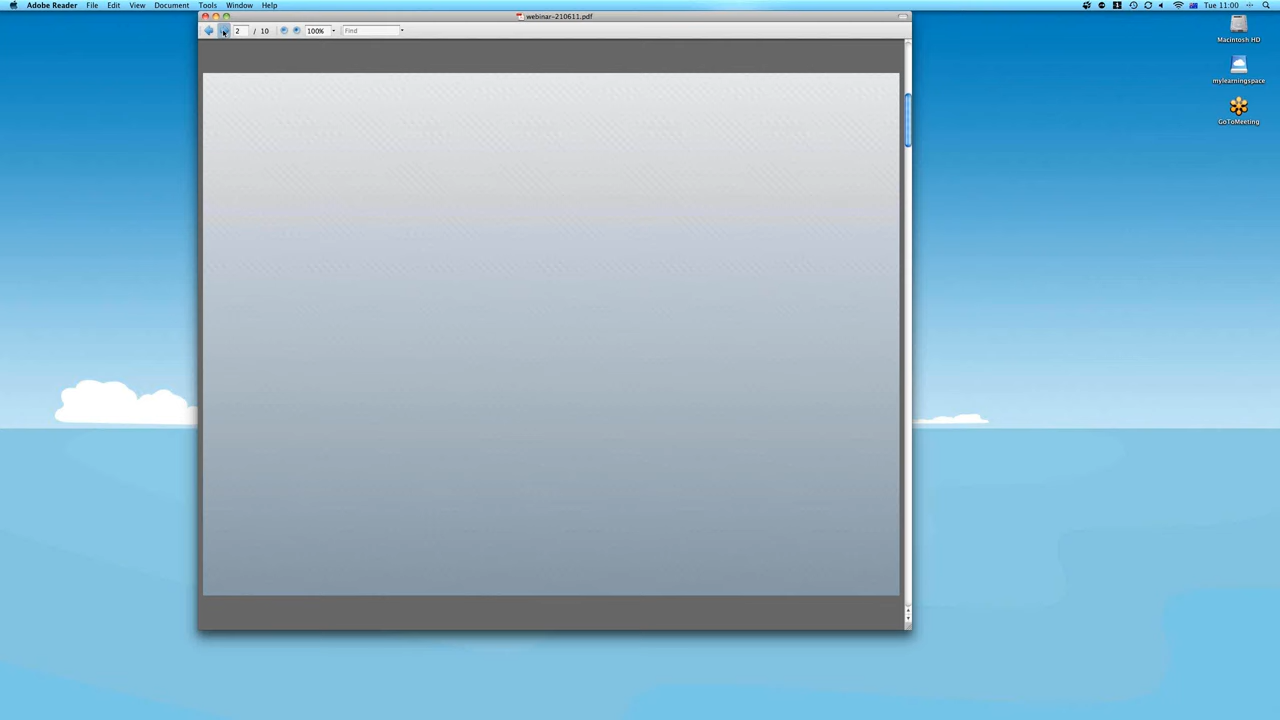 Adobe Reader File Edit View Document Tools Window Help Tue 11:00
webinar-210611.pdf
2 / 10 100% Find
Macintosh HD
mylearningspace
GoToMeeting